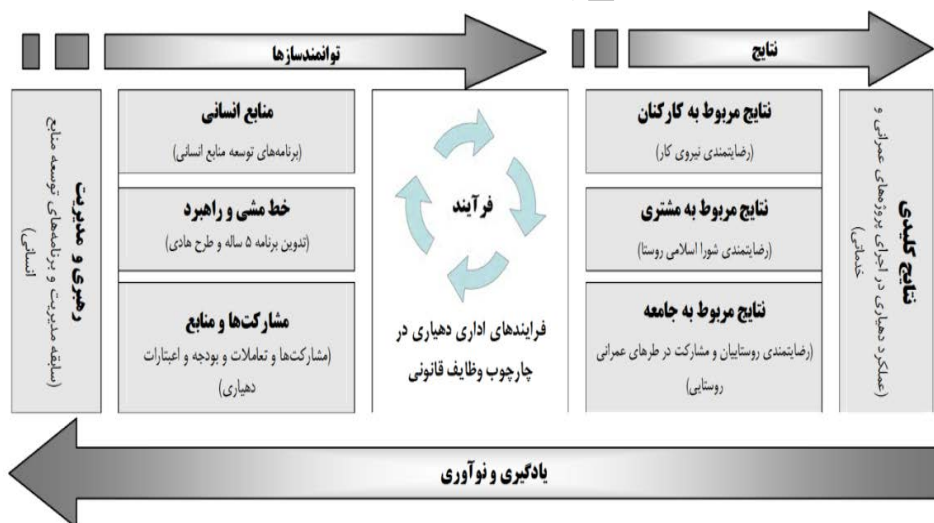 توانمندسازها
نتایج
رهبری و مدیریت
(سابقه مدیریت و برنامه‌های توسعه منابع
انسانی)
منابع انسانی
(برنامه‌های توسعه منابع انسانی)
خط مشی و راهبرد
(تدوین برنامه ۵ ساله و طرح هادی)
مشارکت‌ها و منابع
(مشارکت‌ها و تعاملات و بودجه و اعتبارات
دهیاری)
فرآیند
فرایندهای اداری دهیاری در
چارچوب وظایف قانونی
نتایج مربوط به کارکنان
(رضایتمندی نیروی کار)
نتایج مربوط به مشتری
(رضایتمندی شورا اسلامی روستا)
نتایج مربوط به جامعه
(رضایتمندی روستاییان و مشارکت در طرهای عمرانی
روستایی)
نتایج کلیدی
(عملکرد دهیاری در اجرای پروژه‌های عمرانی و
خدماتی)
یادگیری و نوآوری